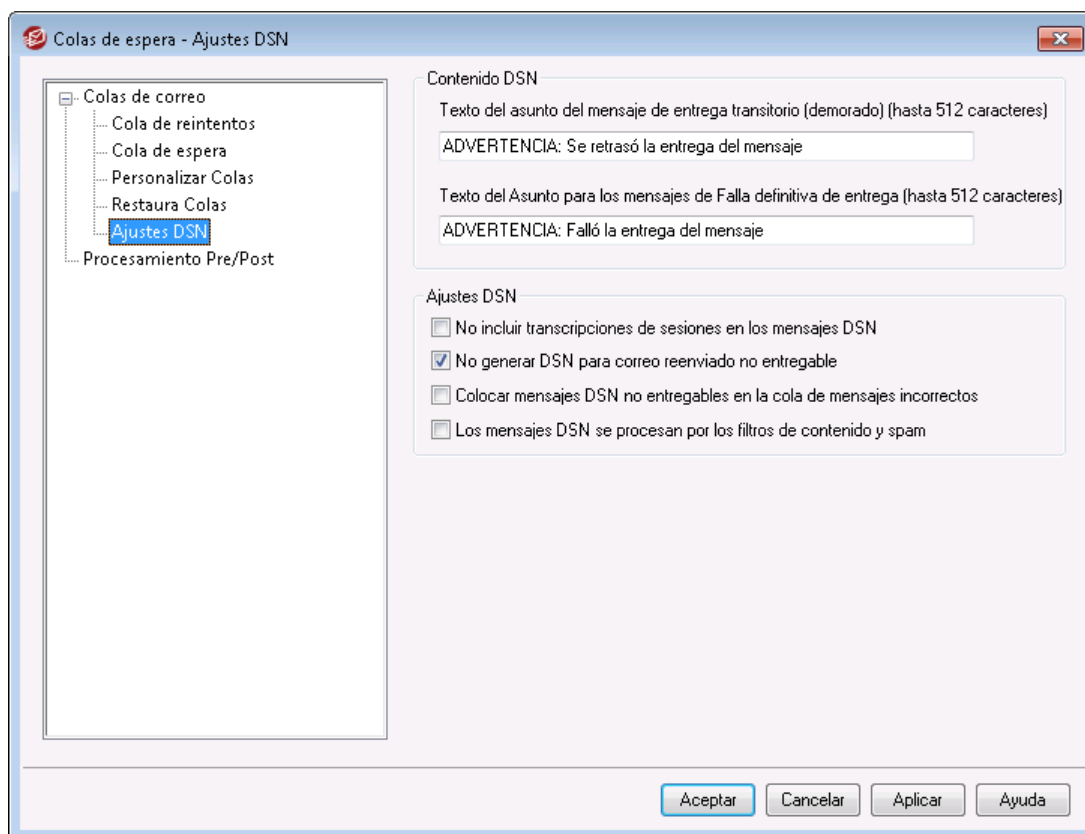 Colas de espera - Ajustes DSN
Colas de correo
Cola de reintentos
Cola de espera
Personalizar Colas
Restaura Colas
Ajustes DSN
Procesamiento Pre/Post
Contenido DSN
Texto del asunto del mensaje de entrega transitorio (demorado) (hasta 512 caracteres)
ADVERTENCIA: Se retrasó la entrega del mensaje
Texto del Asunto para los mensajes de Falla definitiva de entrega (hasta 512 caracteres)
ADVERTENCIA: Falló la entrega del mensaje
Ajustes DSN
No incluir transcripciones de sesiones en los mensajes DSN
No generar DSN para correo reenviado no entregable
Colocar mensajes DSN no entregables en la cola de mensajes incorrectos
Los mensajes DSN se procesan por los filtros de contenido y spam
Aceptar Cancelar Aplicar Ayuda